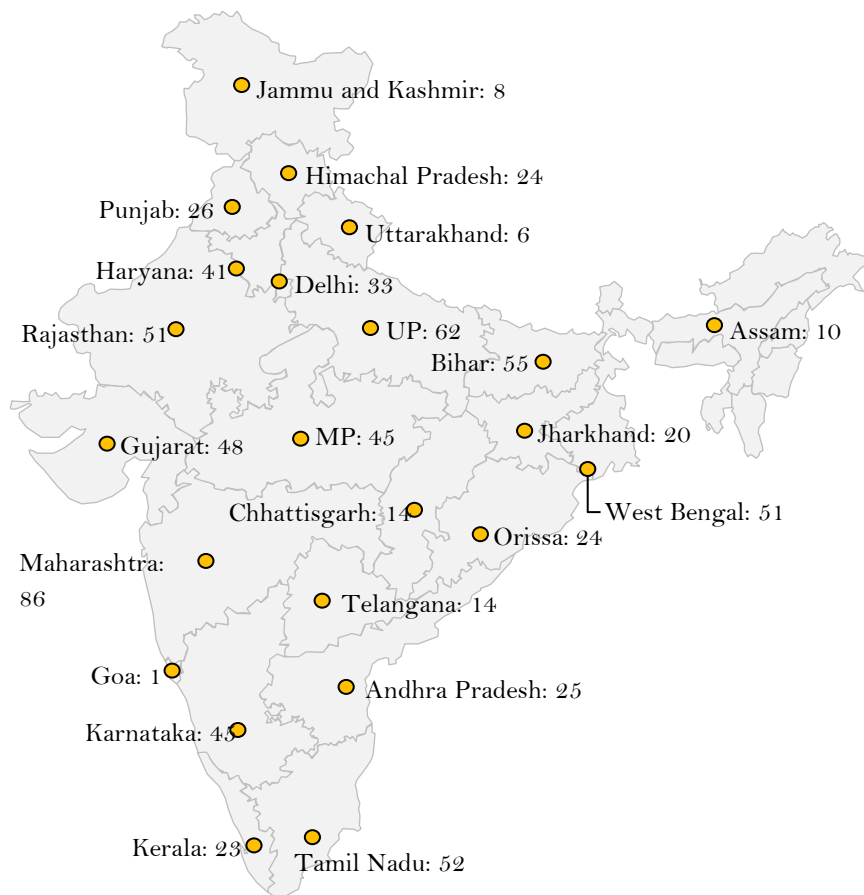 Jammu and Kashmir: 8
Himachal Pradesh: 24
Punjab: 26
Uttarakhand: 6
Haryana: 41
Delhi: 33
Rajasthan: 51
UP: 62
Assam: 10
Bihar: 55
Gujarat: 48
MP: 45
Jharkhand: 20
Chhattisgarh: 14
West Bengal: 51
Orissa: 24
Maharashtra:
86
Telangana: 14
Goa: 1
Andhra Pradesh: 25
Karnataka: 45
Kerala: 23
Tamil Nadu: 52